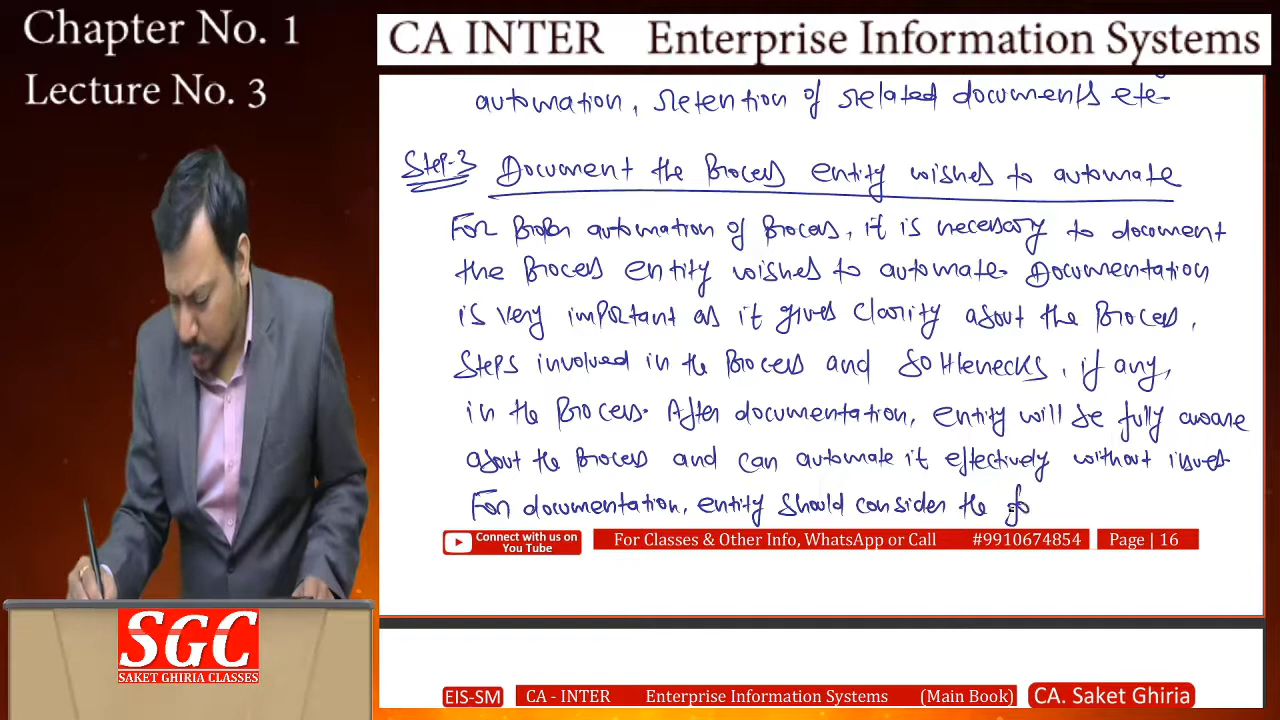 Chapter No. 1
Lecture No. 3
CA INTER Enterprise Information Systems
automation, retention of related documents etc.
Step-3 Document the Process entity wishes to automate
For proper automation of process, it is necessary to document
the process entity wishes to automate. Documentation
is very important as it gives clarity about the process,
steps involved in the process and bottlenecks, if any,
in the process. After documentation, entity will be fully aware
about the process and can automate it effectively without issues.
For documentation, entity should consider the fo
Connect with us on
You Tube
For Classes & Other Info, WhatsApp or Call #9910674854 Page | 16
SGC
SAKET GHIRIA CLASSES
EIS-SM CA - INTER Enterprise Information Systems (Main Book) CA. Saket Ghiria